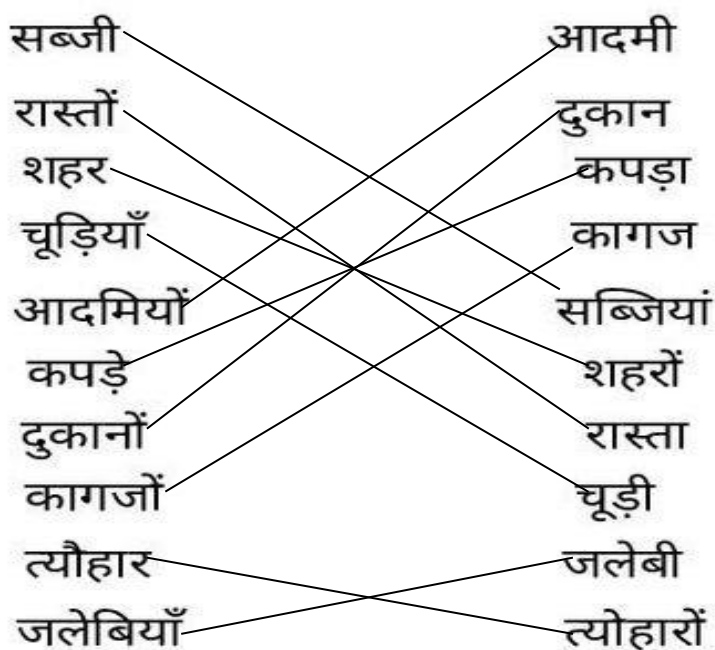 सब्जी आदमी
रास्तों दुकान
शहर कपड़ा
चूड़ियाँ कागज
आदमियों सब्जियां
कपड़े शहरों
दुकानों रास्ता
कागजों चूड़ी
त्यौहार जलेबी
जलेबियाँ त्योहारों